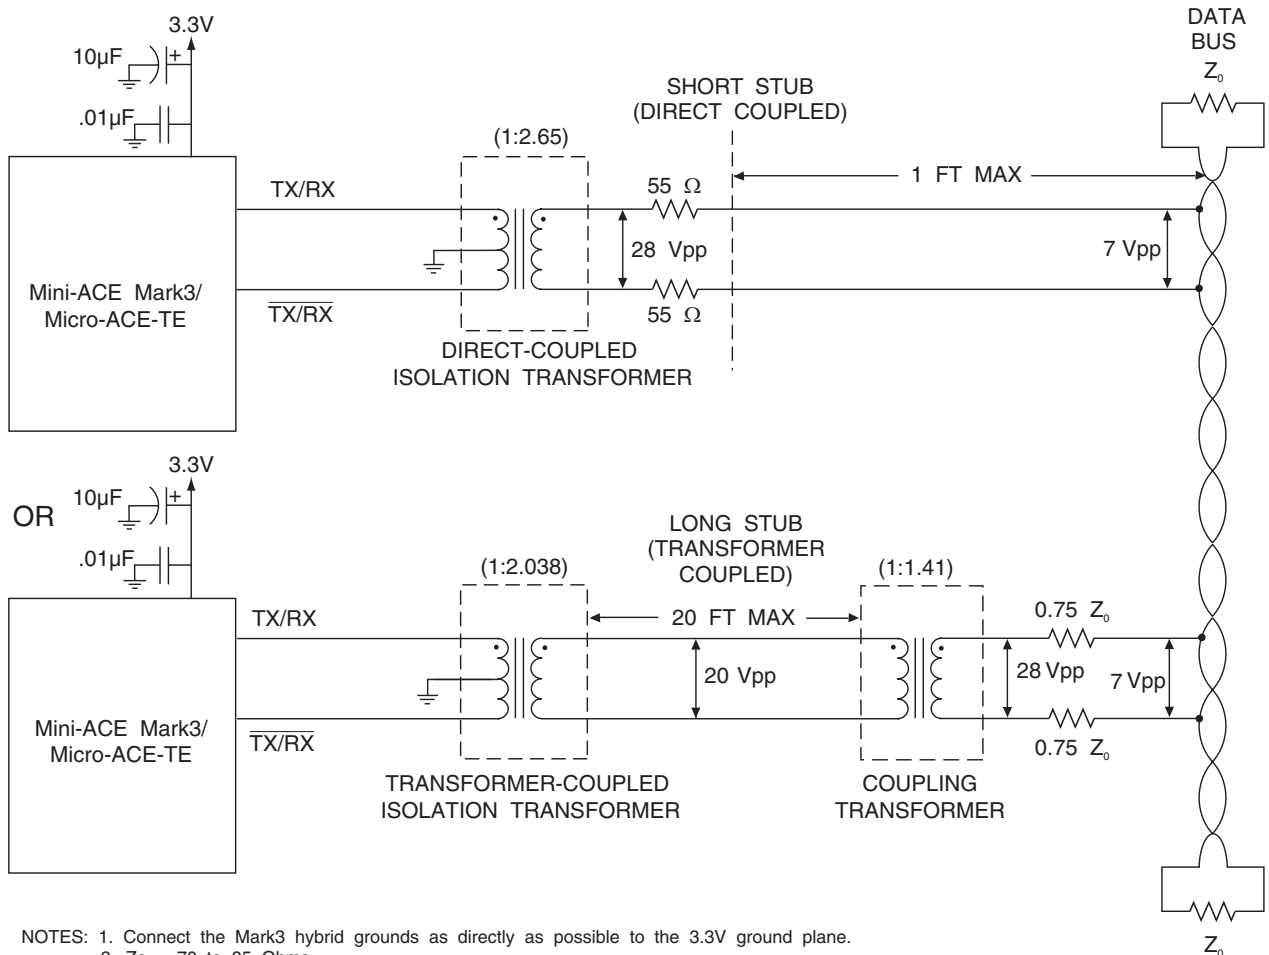 DATA
BUS
Z0
3.3V
10µF
+
.01µF
SHORT STUB
(DIRECT COUPLED)
(1:2.65)
1 FT MAX
TX/RX
55 Ω
28 Vpp
7 Vpp
Mini-ACE Mark3/
Micro-ACE-TE
TX/RX
55 Ω
DIRECT-COUPLED
ISOLATION TRANSFORMER
3.3V
10µF
+
OR
.01µF
LONG STUB
(TRANSFORMER
COUPLED)
(1:2.038)
(1:1.41)
20 FT MAX
TX/RX
0.75 Z0
20 Vpp
28 Vpp
7 Vpp
Mini-ACE Mark3/
Micro-ACE-TE
TX/RX
0.75 Z0
TRANSFORMER-COUPLED
ISOLATION TRANSFORMER
COUPLING
TRANSFORMER
NOTES: 1. Connect the Mark3 hybrid grounds as directly as possible to the 3.3V ground plane.
Z0